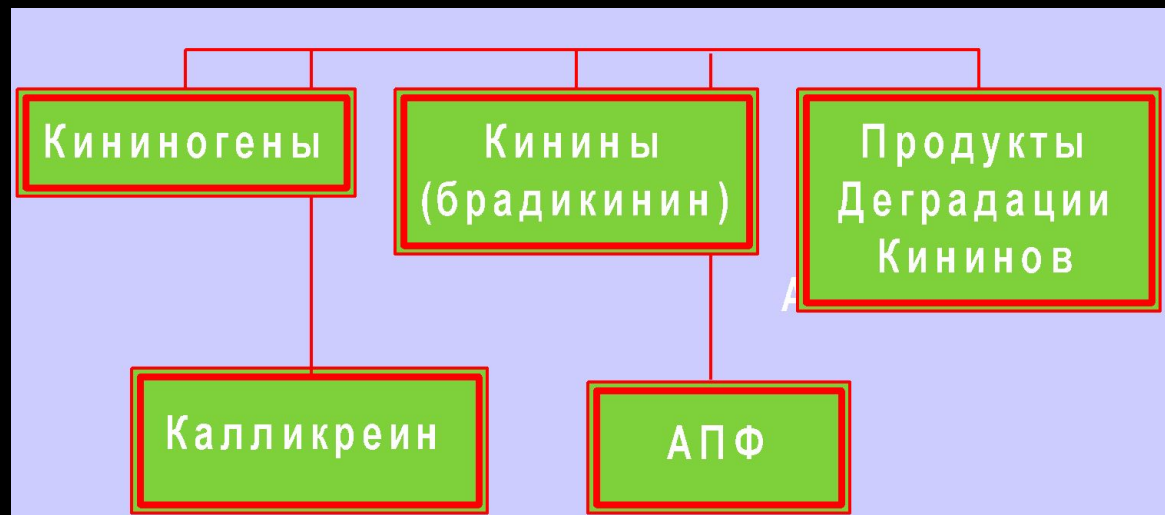 Кининогены
Кинины
(брадикинин)
Продукты
Деградации
Кининов
А
Калликреин
АПФ